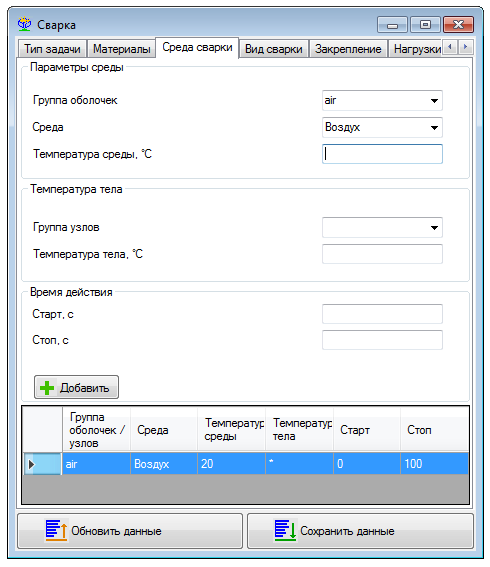 Сварка
Тип задачи Материалы Среда сварки Вид сварки Закрепление Нагрузки
Параметры среды
Группа оболочек air
Среда Воздух
Температура среды, °C
Температура тела
Группа узлов
Температура тела, °C
Время действия
Старт, с
Стоп, с
Добавить
Группа оболочек / узлов Среда Температур среды Температур тела Старт Стоп
air Воздух 20 * 0 100
Обновить данные Сохранить данные